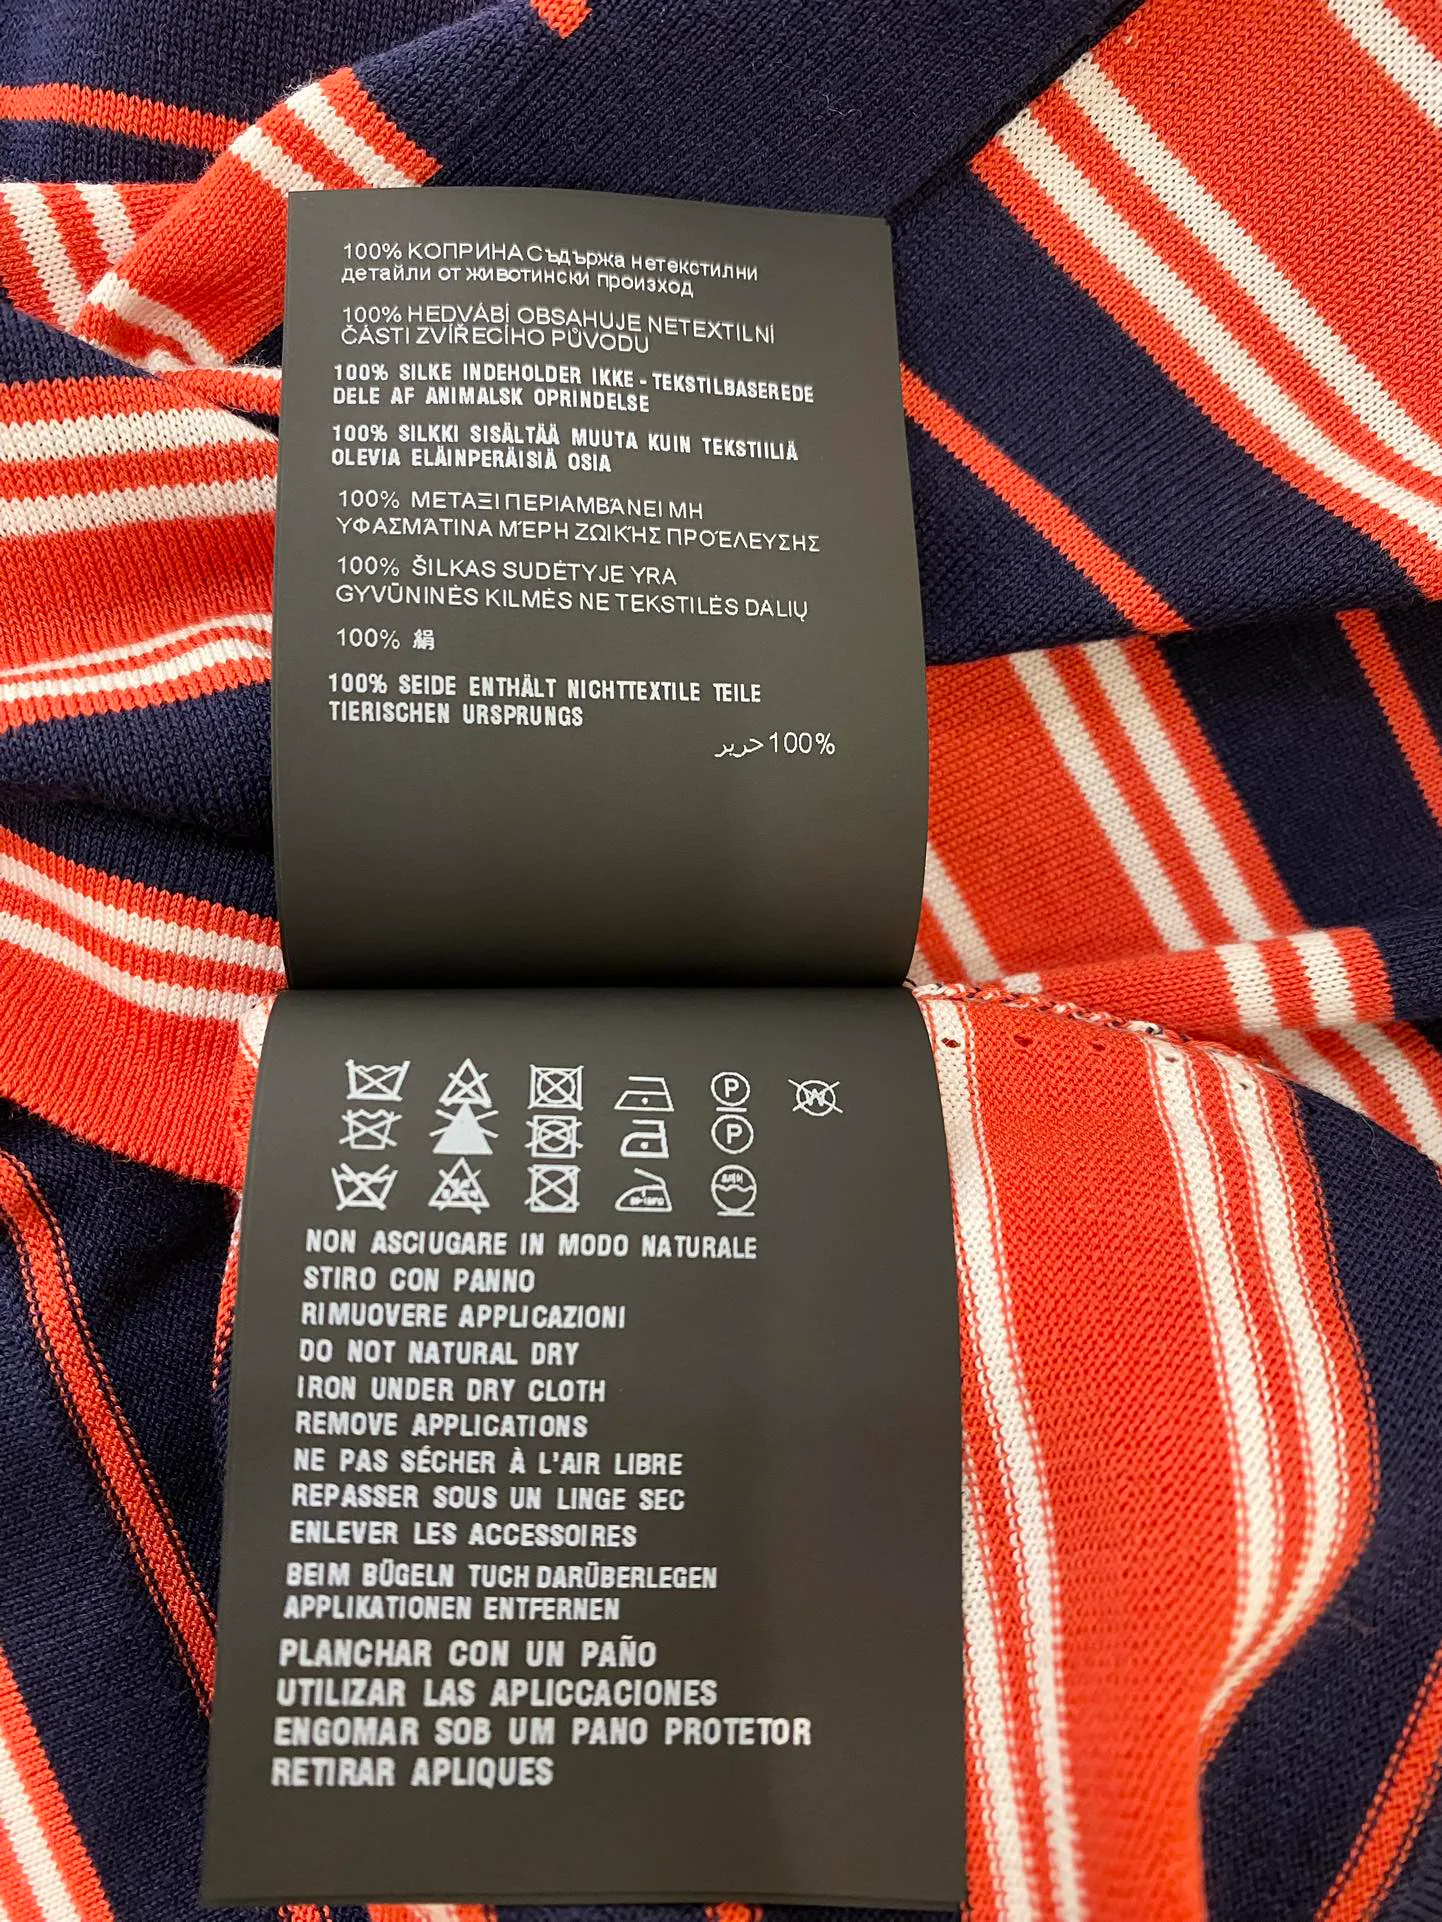 100% КОПРИНА Съдържа нетекстилни
детайли от животински произход
100% HEDVÁBÍ OBSAHUJE NETEXTILNÍ
ČÁSTI ZVÍŘECÍHO PŮVODU
100% SILKE INDEHOLDER IKKE - TEKSTILBASEREDE
DELE AF ANIMALSK OPRINDELSE
100% SILKKI SISÄLTÄÄ MUUTA KUIN TEKSTIILIÄ
OLEVIA ELÄINPERÄISIÄ OSIA
100% ΜΕΤΑΞΙ ΠΕΡΙΑΜΒΆΝΕΙ ΜΗ
ΥΦΑΣΜΆΤΙΝΑ ΜΈΡΗ ΖΩΙΚΉΣ ΠΡΟΈΛΕΥΣΗΣ
100% ŠILKAS SUDĖTYJE YRA
GYVŪNINĖS KILMĖS NE TEKSTILĖS DALIŲ
100% 絹
100% SEIDE ENTHÄLT NICHTTEXTILE TEILE
TIERISCHEN URSPRUNGS
100% حرير
P W
P
NON ASCIUGARE IN MODO NATURALE
STIRO CON PANNO
RIMUOVERE APPLICAZIONI
DO NOT NATURAL DRY
IRON UNDER DRY CLOTH
REMOVE APPLICATIONS
NE PAS SÉCHER À L'AIR LIBRE
REPASSER SOUS UN LINGE SEC
ENLEVER LES ACCESSOIRES
BEIM BÜGELN TUCH DARÜBERLEGEN
APPLIKATIONEN ENTFERNEN
PLANCHAR CON UN PAÑO
UTILIZAR LAS APLICCACIONES
ENGOMAR SOB UM PANO PROTETOR
RETIRAR APLIQUES